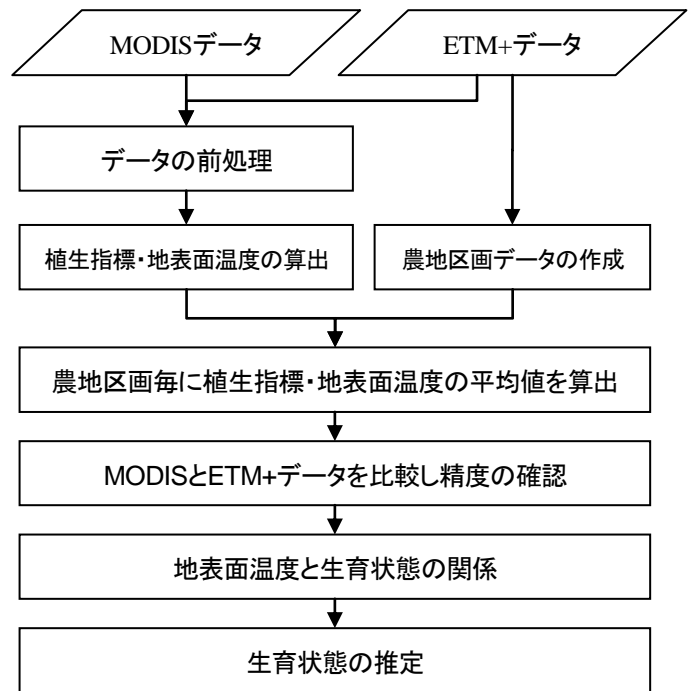 MODISデータ
ETM+データ
データの前処理
植生指標・地表面温度の算出
農地区画データの作成
農地区画毎に植生指標・地表面温度の平均値を算出
MODISとETM+データを比較し精度の確認
地表面温度と生育状態の関係
生育状態の推定